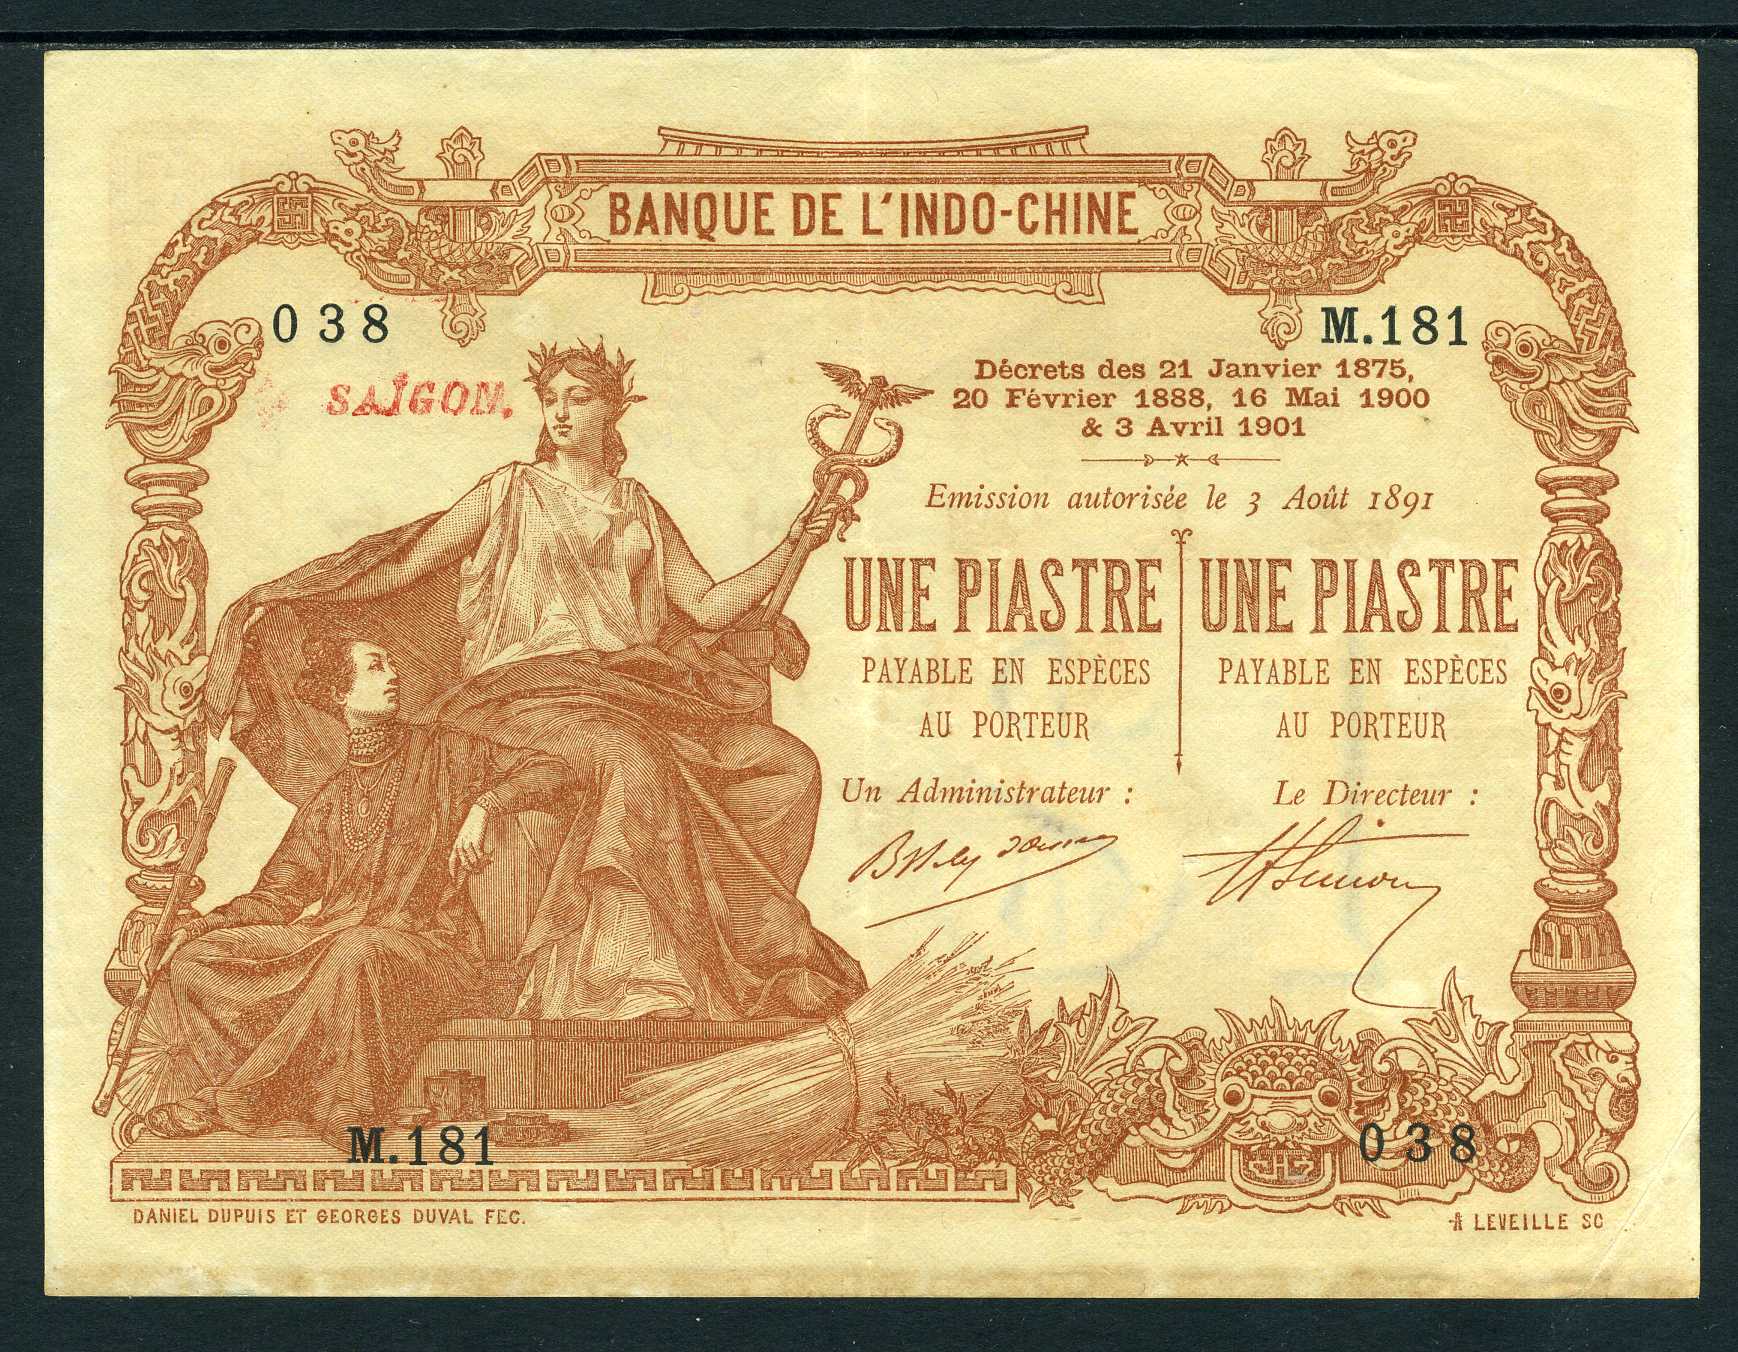 BANQUE DE L'INDO-CHINE
038
M.181
SAÏGON.
Décrets des 21 Janvier 1875,
20 Février 1888, 16 Mai 1900
& 3 Avril 1901
Emission autorisée le 3 Août 1891
UNE PIASTRE
PAYABLE EN ESPÈCES
AU PORTEUR
Un Administrateur :
UNE PIASTRE
PAYABLE EN ESPÈCES
AU PORTEUR
Le Directeur :
M.181
038
DANIEL DUPUIS ET GEORGES DUVAL FEC.
A LEVEILLE SC